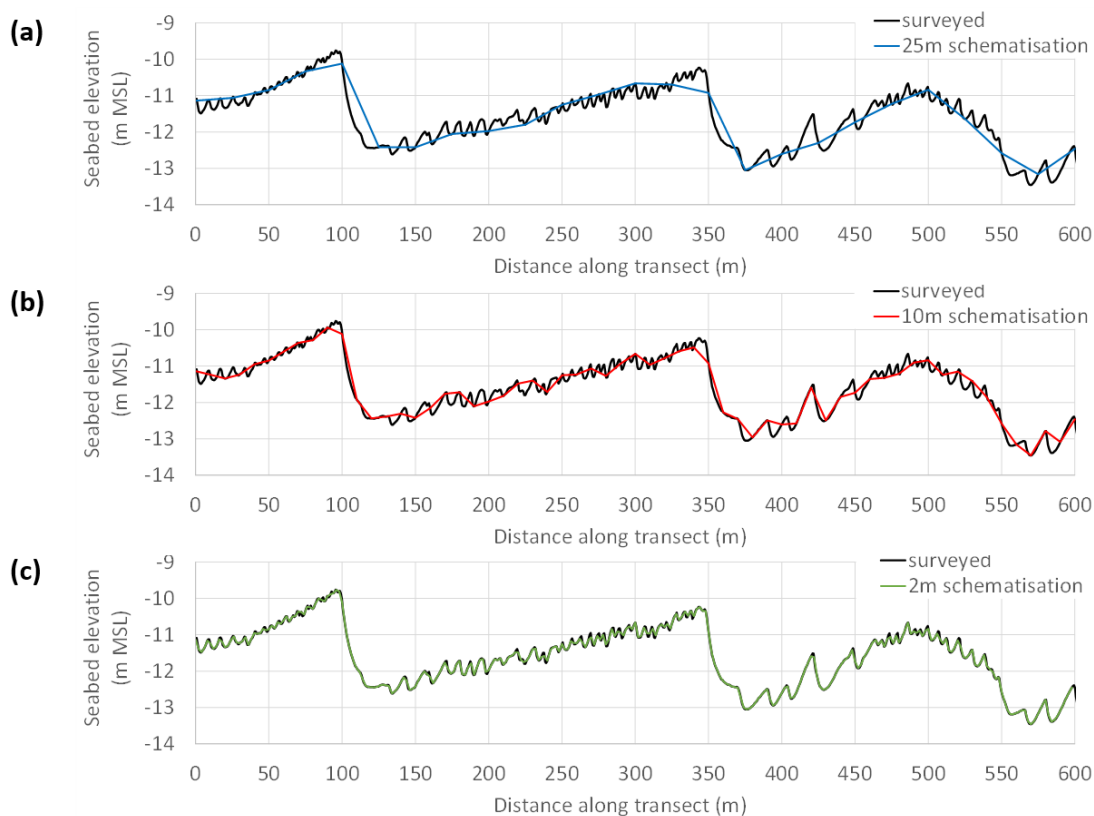 (a)
surveyed
25m schematisation
Seabed elevation
(m MSL)
-9
-10
-11
-12
-13
-14
0 50 100 150 200 250 300 350 400 450 500 550 600
Distance along transect (m)
(b)
surveyed
10m schematisation
Seabed elevation
(m MSL)
-9
-10
-11
-12
-13
-14
0 50 100 150 200 250 300 350 400 450 500 550 600
Distance along transect (m)
(c)
surveyed
2m schematisation
Seabed elevation
(m MSL)
-9
-10
-11
-12
-13
-14
0 50 100 150 200 250 300 350 400 450 500 550 600
Distance along transect (m)